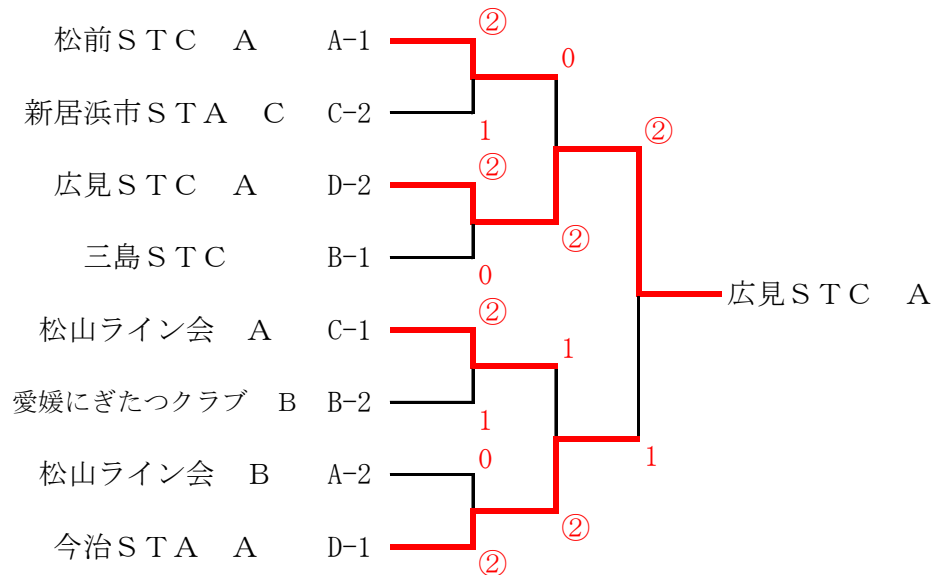 松前ＳＴＣ　Ａ A-1 ②
0
新居浜市ＳＴＡ　Ｃ C-2 1
②
広見ＳＴＣ　Ａ D-2 ②
②
三島ＳＴＣ B-1 0
広見ＳＴＣ　Ａ
松山ライン会　Ａ C-1 ②
1
愛媛にぎたつクラブ　Ｂ B-2 1
1
松山ライン会　Ｂ A-2 0
②
今治ＳＴＡ　Ａ D-1 ②